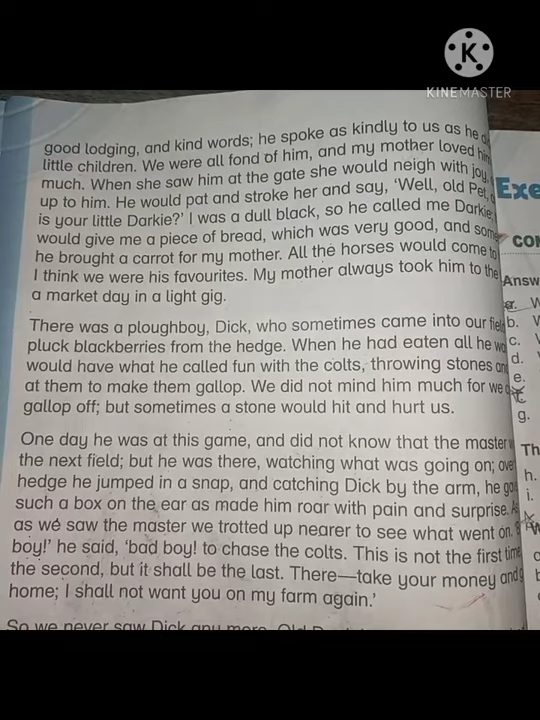 K
KINEMASTER
good lodging, and kind words; he spoke as kindly to us as he
little children. We were all fond of him, and my mother loved him
much. When she saw him at the gate she would neigh with joy,
up to him. He would pat and stroke her and say, ‘Well, old Pet,
is your little Darkie?’ I was a dull black, so he called me Darkie;
would give me a piece of bread, which was very good, and
he brought a carrot for my mother. All the horses would come to
I think we were his favourites. My mother always took him to the
a market day in a light gig.
There was a ploughboy, Dick, who sometimes came into our
pluck blackberries from the hedge. When he had eaten all he
would have what he called fun with the colts, throwing stones
at them to make them gallop. We did not mind him much for we
gallop off; but sometimes a stone would hit and hurt us.
One day he was at this game, and did not know that the master
the next field; but he was there, watching what was going on;
hedge he jumped in a snap, and catching Dick by the arm, he
such a box on the ear as made him roar with pain and surprise.
as we saw the master we trotted up nearer to see what went on.
boy!’ he said, ‘bad boy! to chase the colts. This is not the first time
the second, but it shall be the last. There—take your money and
home; I shall not want you on my farm again.’
So we never saw Dick any more. Old
Exe
CO
Answ
b.
c.
d.
e.
g.
Th
h.
i.